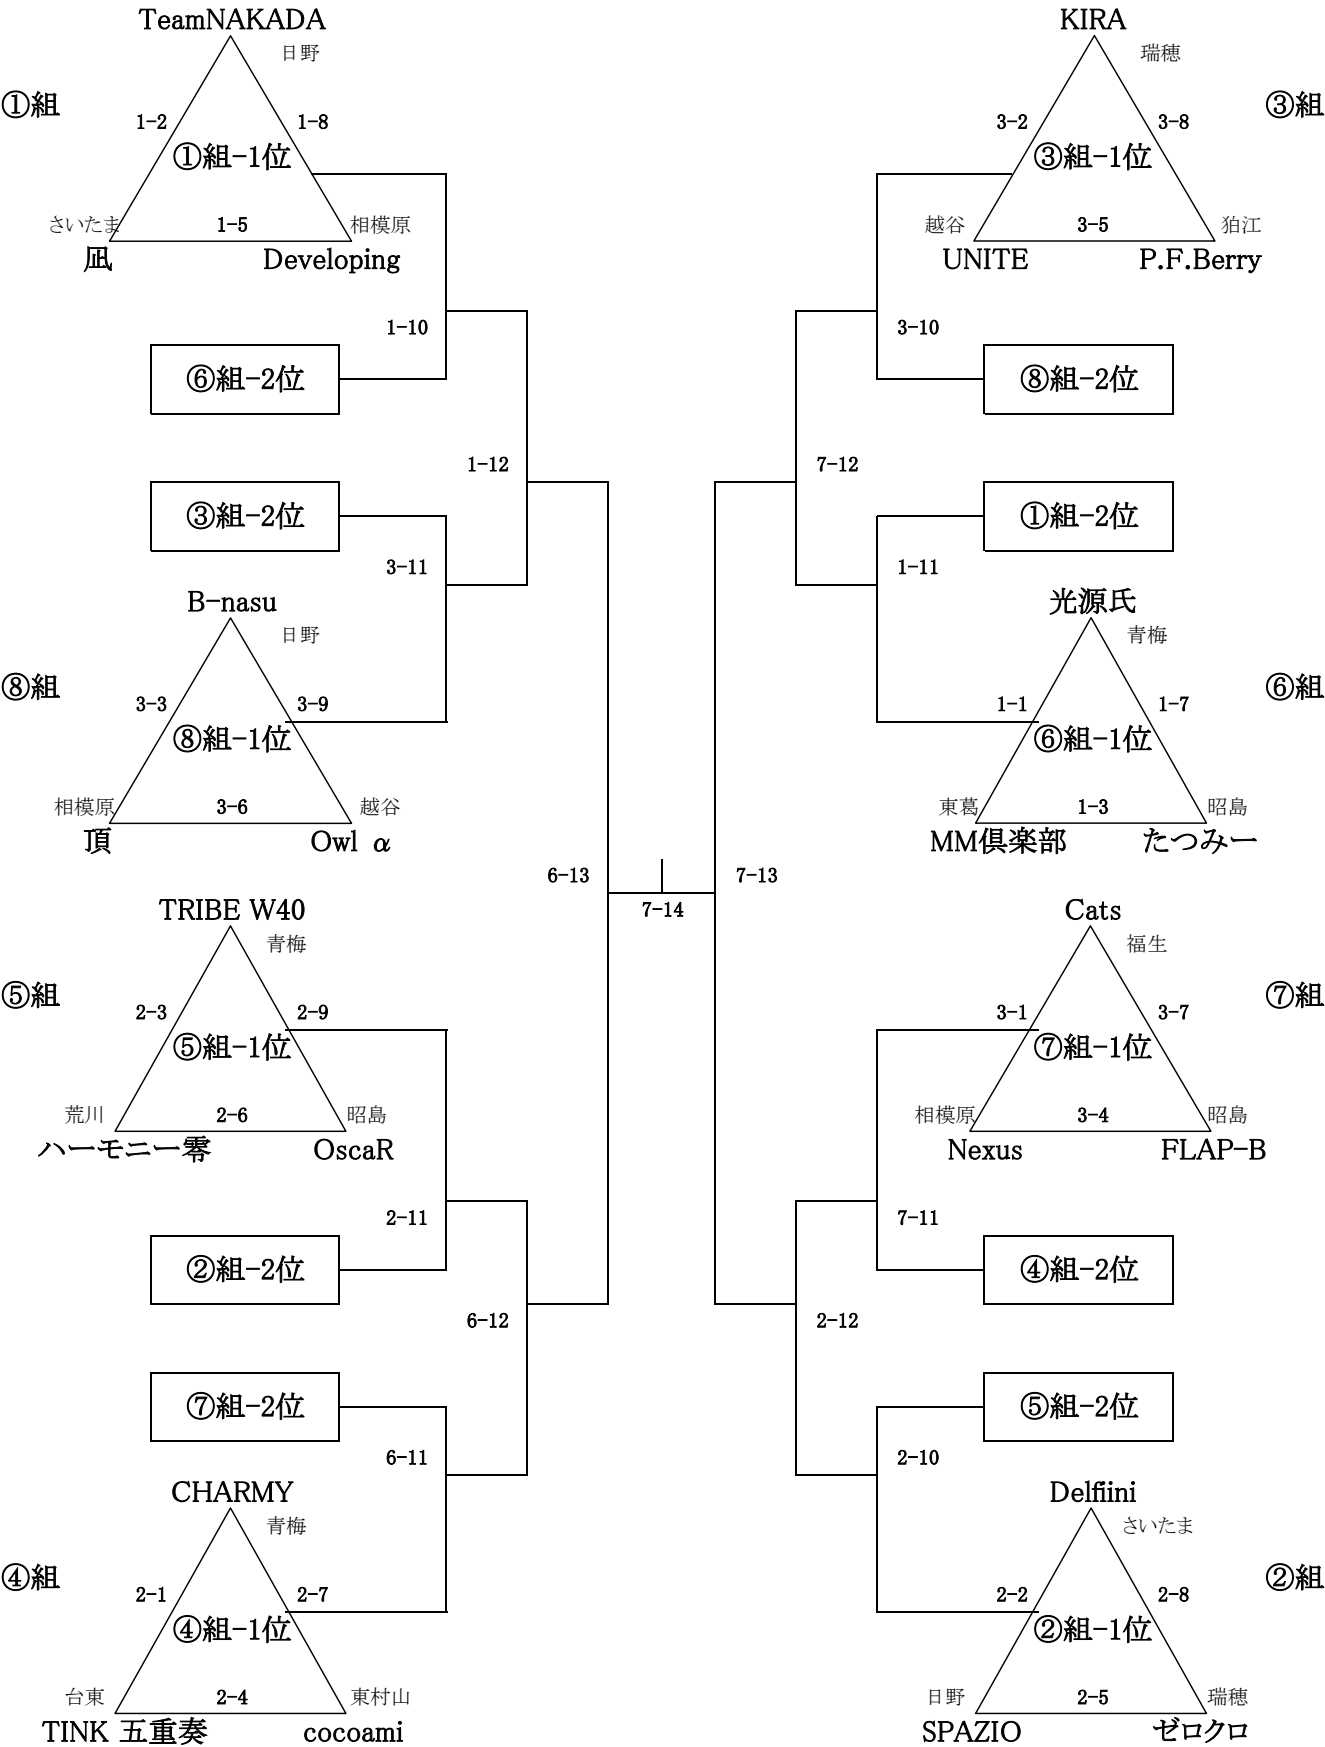 TeamNAKADA
日野
①組
1-2
1-8
①組-1位
さいたま
1-5
相模原
凪
Developing
1-10
⑥組-2位
1-12
③組-2位
3-11
B-nasu
日野
⑧組
3-3
3-9
⑧組-1位
相模原
3-6
越谷
頂
Owl α
6-13
TRIBE W40
青梅
⑤組
2-3
2-9
⑤組-1位
荒川
2-6
昭島
ハーモニー零
OscaR
2-11
②組-2位
6-12
⑦組-2位
6-11
CHARMY
青梅
④組
2-1
2-7
④組-1位
台東
2-4
東村山
TINK 五重奏
cocoami
7-14
KIRA
瑞穂
③組
3-2
3-8
③組-1位
越谷
3-5
狛江
UNITE
P.F.Berry
3-10
⑧組-2位
7-12
①組-2位
1-11
光源氏
青梅
⑥組
1-1
1-7
⑥組-1位
東葛
1-3
昭島
MM倶楽部
たつみー
7-13
Cats
福生
⑦組
3-1
3-7
⑦組-1位
相模原
3-4
昭島
Nexus
FLAP-B
7-11
④組-2位
2-12
⑤組-2位
2-10
Delfiini
さいたま
②組
2-2
2-8
②組-1位
日野
2-5
瑞穂
SPAZIO
ゼロクロ